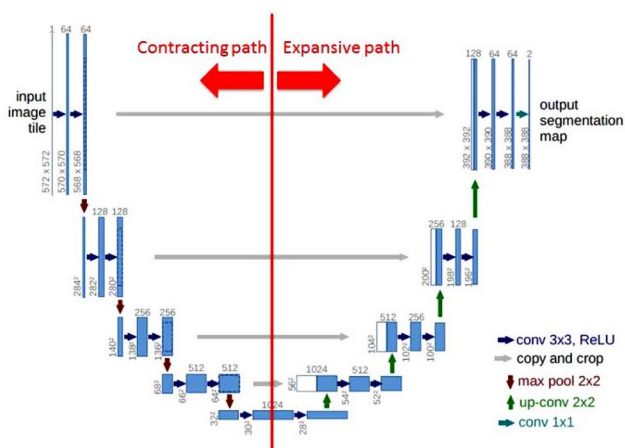 Contracting path
Expansive path
1 64 64
128 64 64 2
input
image
tile
output
segmentation
map
572 x 572
570 x 570
568 x 568
392 x 392
390 x 390
388 x 388
388 x 388
128 128
256 128
284²
282²
280²
200²
198²
196²
256 256
512 256
140²
138²
136²
104²
102²
100²
512 512
1024 512
68²
66²
64²
56²
54²
52²
1024
32²
30²
28²
conv 3x3, ReLU
copy and crop
max pool 2x2
up-conv 2x2
conv 1x1